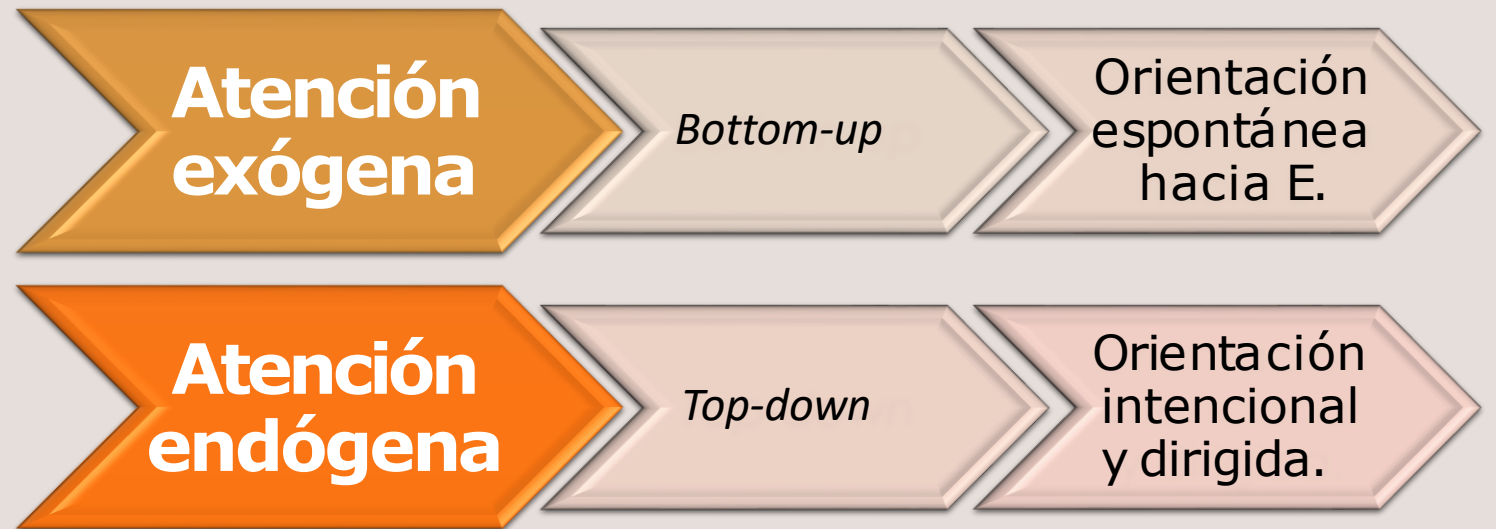 Atención
exógena
Bottom-up
Orientación
espontánea
hacia E.
Atención
endógena
Top-down
Orientación
intencional
y dirigida.